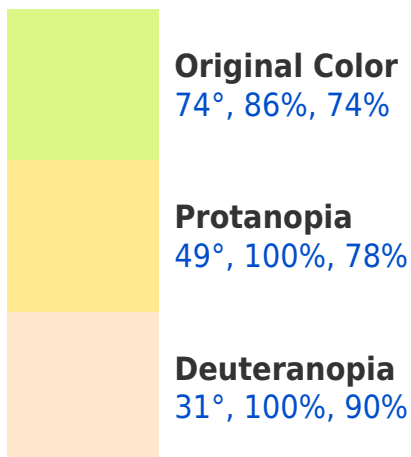 Original Color
74°, 86%, 74%
Protanopia
49°, 100%, 78%
Deuteranopia
31°, 100%, 90%